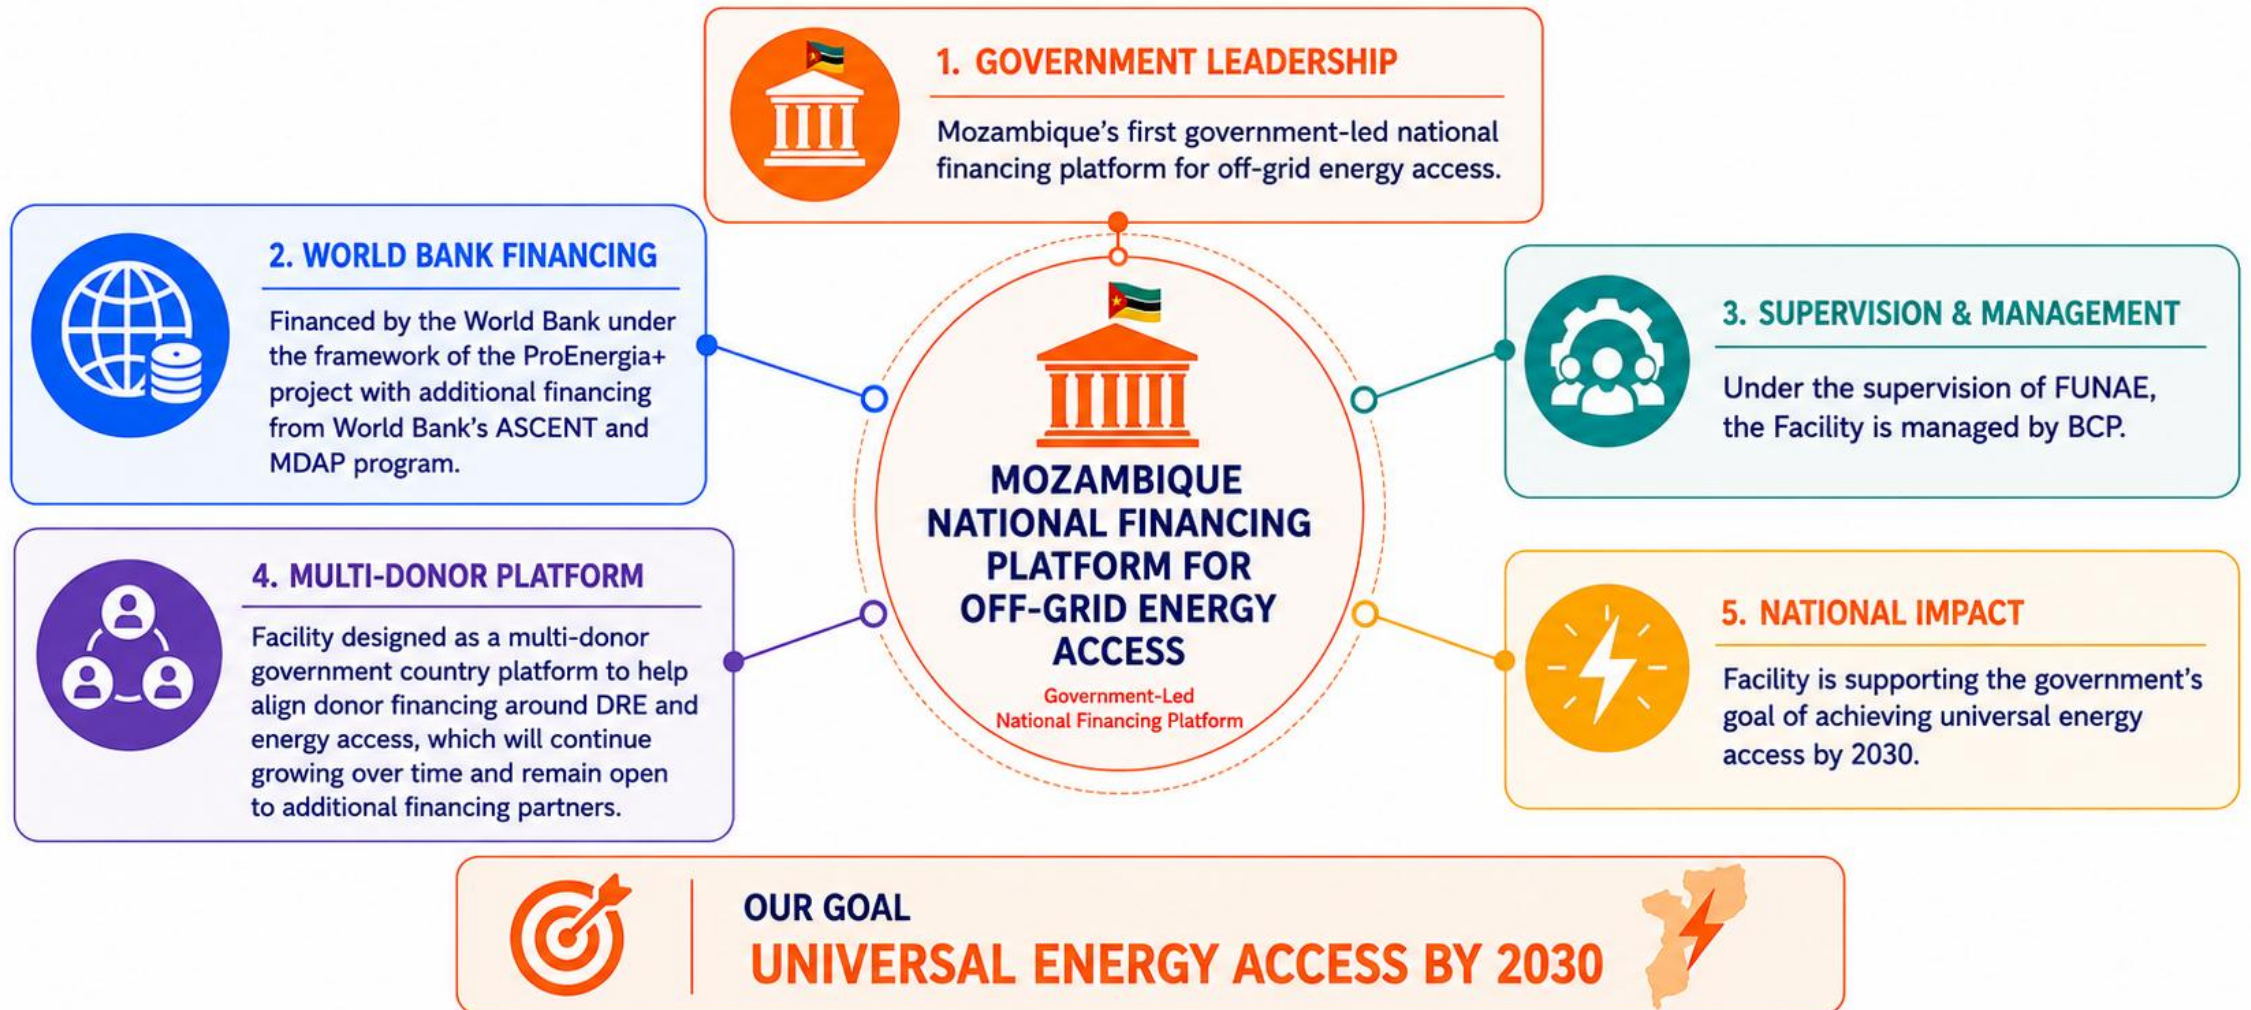 1. GOVERNMENT LEADERSHIP
Mozambique's first government-led national
financing platform for off-grid energy access.
2. WORLD BANK FINANCING
Financed by the World Bank under
the framework of the ProEnergia+
project with additional financing
from World Bank's ASCENT and
MDAP program.
3. SUPERVISION & MANAGEMENT
Under the supervision of FUNAE,
the Facility is managed by BCP.
MOZAMBIQUE
NATIONAL FINANCING
PLATFORM FOR
OFF-GRID ENERGY
ACCESS
Government-Led
National Financing Platform
4. MULTI-DONOR PLATFORM
Facility designed as a multi-donor
government country platform to help
align donor financing around DRE and
energy access, which will continue
growing over time and remain open
to additional financing partners.
5. NATIONAL IMPACT
Facility is supporting the government's
goal of achieving universal energy
access by 2030.
OUR GOAL
UNIVERSAL ENERGY ACCESS BY 2030